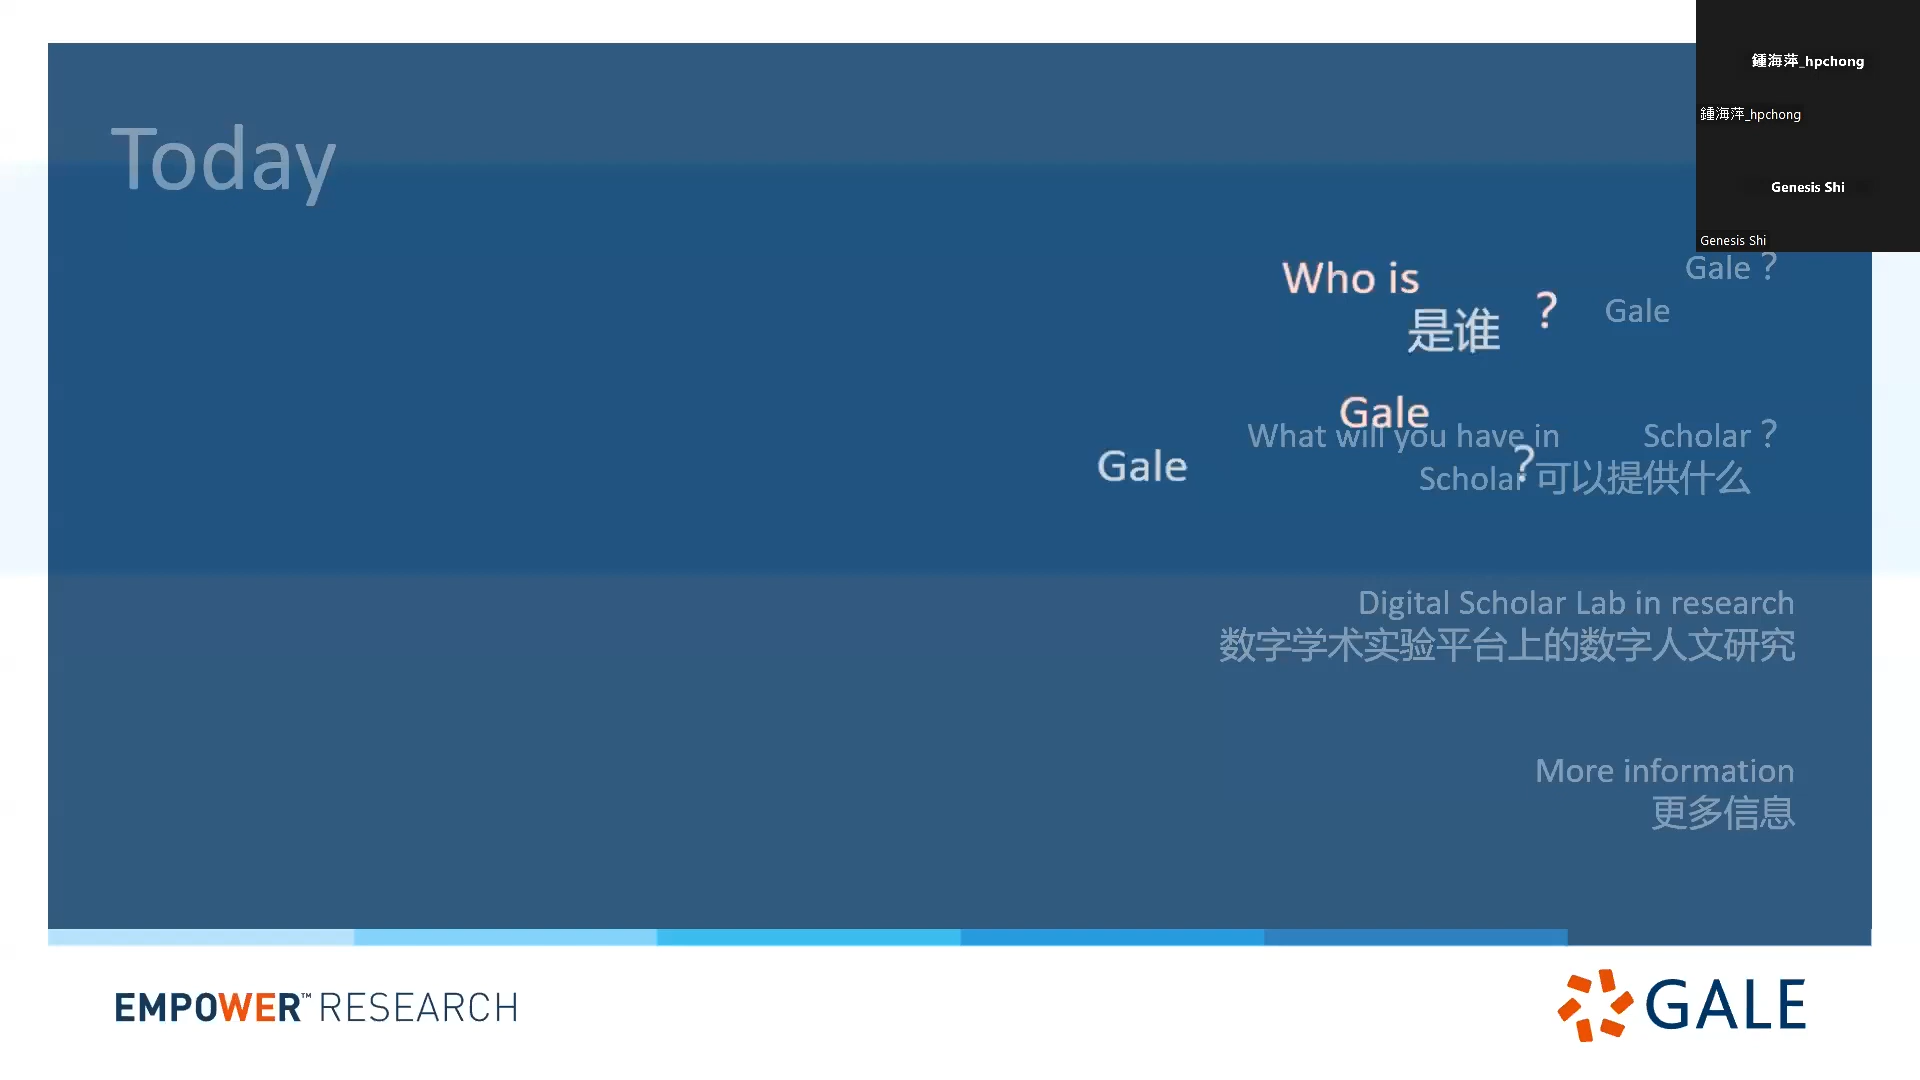 鍾海萍_hpchong
鍾海萍_hpchong
Genesis Shi
Genesis Shi
Today
Gale ?
Who is
?
Gale
是谁
Gale
What will you have in Scholar ?
Gale
?
Scholar 可以提供什么
Digital Scholar Lab in research
数字学术实验平台上的数字人文研究
More information
更多信息
EMPOWER™ RESEARCH
GALE